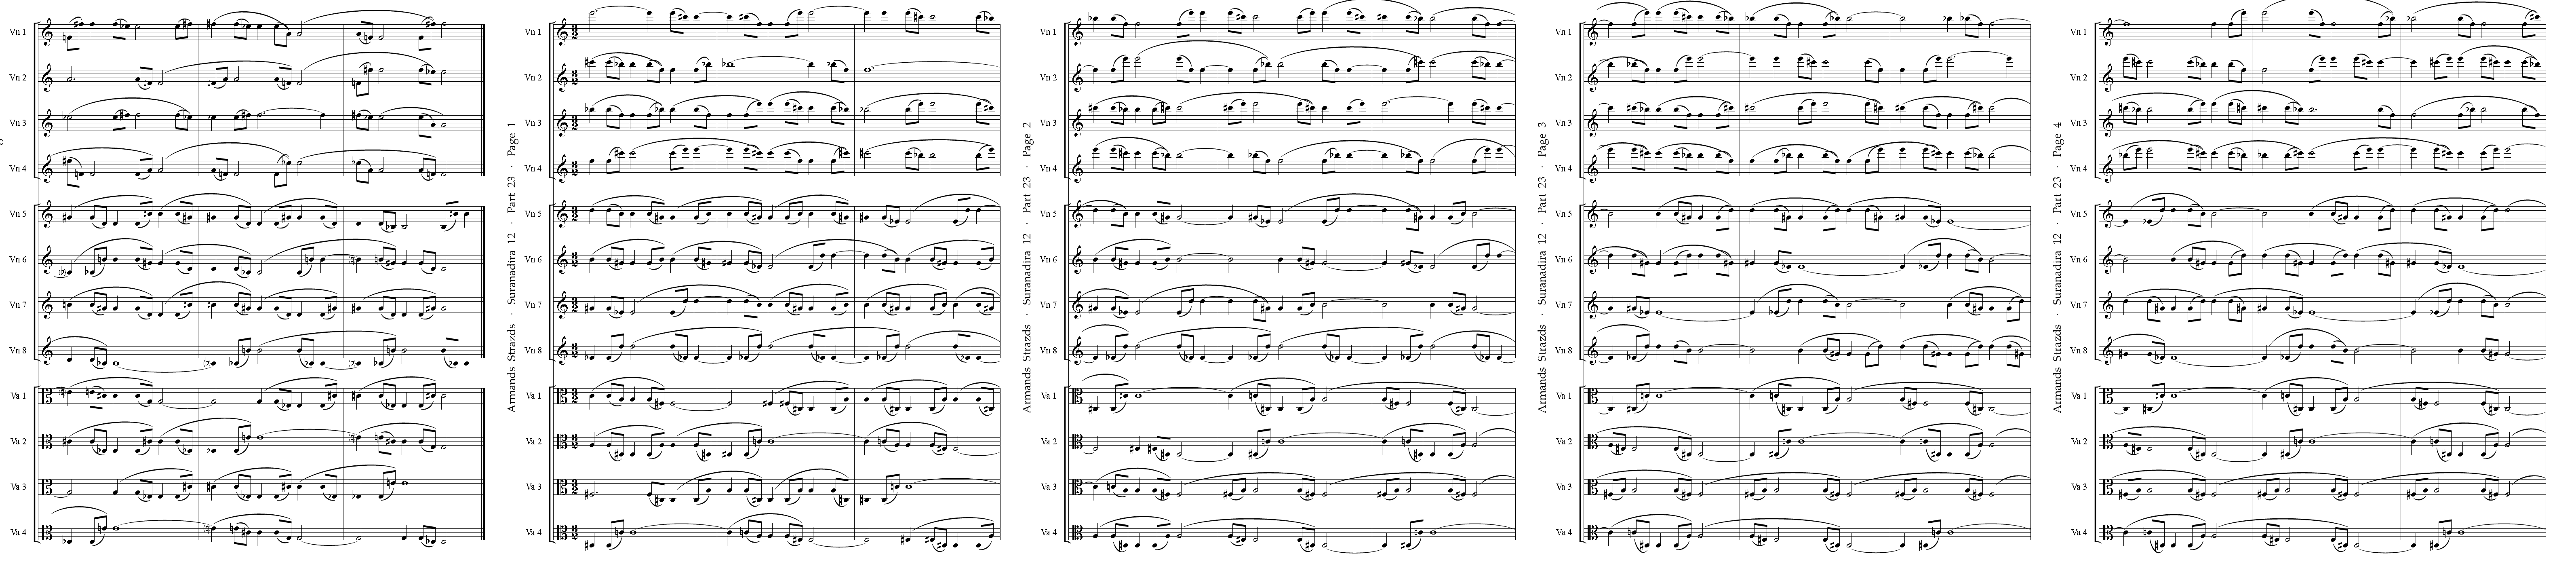 Vn 1
Vn 2
Vn 3
Vn 4
Vn 5
Vn 6
Vn 7
Vn 8
Va 1
Va 2
Va 3
Va 4
Armands Strazds · Suranadira 12 · Part 23 · Page 1
Vn 1
Vn 2
Vn 3
Vn 4
Vn 5
Vn 6
Vn 7
Vn 8
Va 1
Va 2
Va 3
Va 4
Armands Strazds · Suranadira 12 · Part 23 · Page 2
Vn 1
Vn 2
Vn 3
Vn 4
Vn 5
Vn 6
Vn 7
Vn 8
Va 1
Va 2
Va 3
Va 4
Armands Strazds · Suranadira 12 · Part 23 · Page 3
Vn 1
Vn 2
Vn 3
Vn 4
Vn 5
Vn 6
Vn 7
Vn 8
Va 1
Va 2
Va 3
Va 4
Armands Strazds · Suranadira 12 · Part 23 · Page 4
Vn 1
Vn 2
Vn 3
Vn 4
Vn 5
Vn 6
Vn 7
Vn 8
Va 1
Va 2
Va 3
Va 4